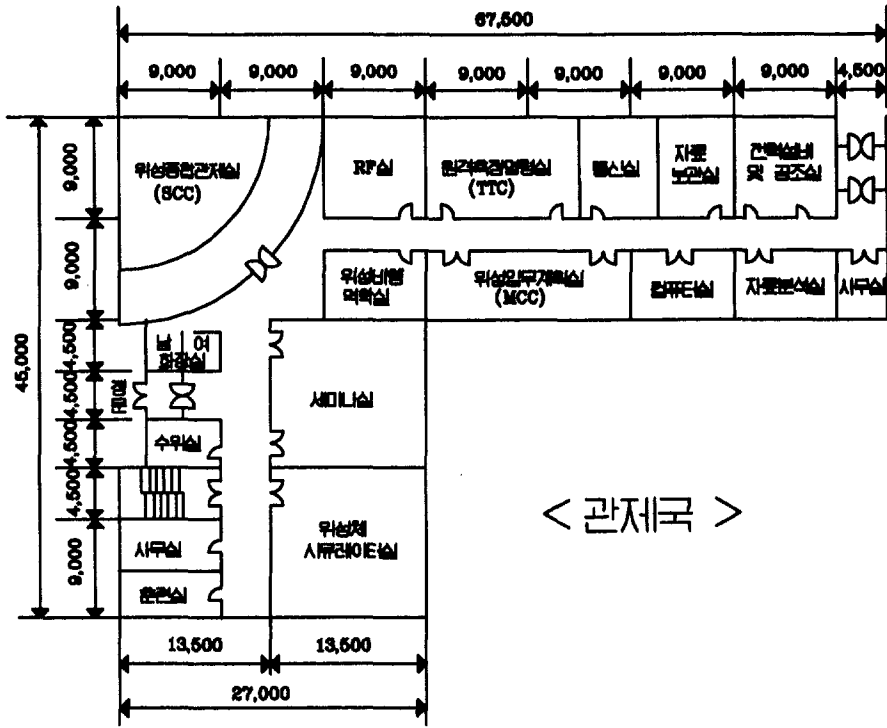 67,500
9,000 9,000 9,000 9,000 9,000 9,000 9,000 4,500
위성종합관제실
(SCC)
RF실
원격측정명령실
(TTC)
통신실
자료
보관실
전력설비
및 공조실
9,000
9,000
위성비행
역학실
위성임무계획실
(MCC)
컴퓨터실
자료분석실
사무실
45,000
4,500
4,500
4,500
4,500
9,000
남 여
화장실
세미나실
수위실
위성체
시뮬레이터실
사무실
훈련실
< 관제국 >
13,500 13,500
27,000